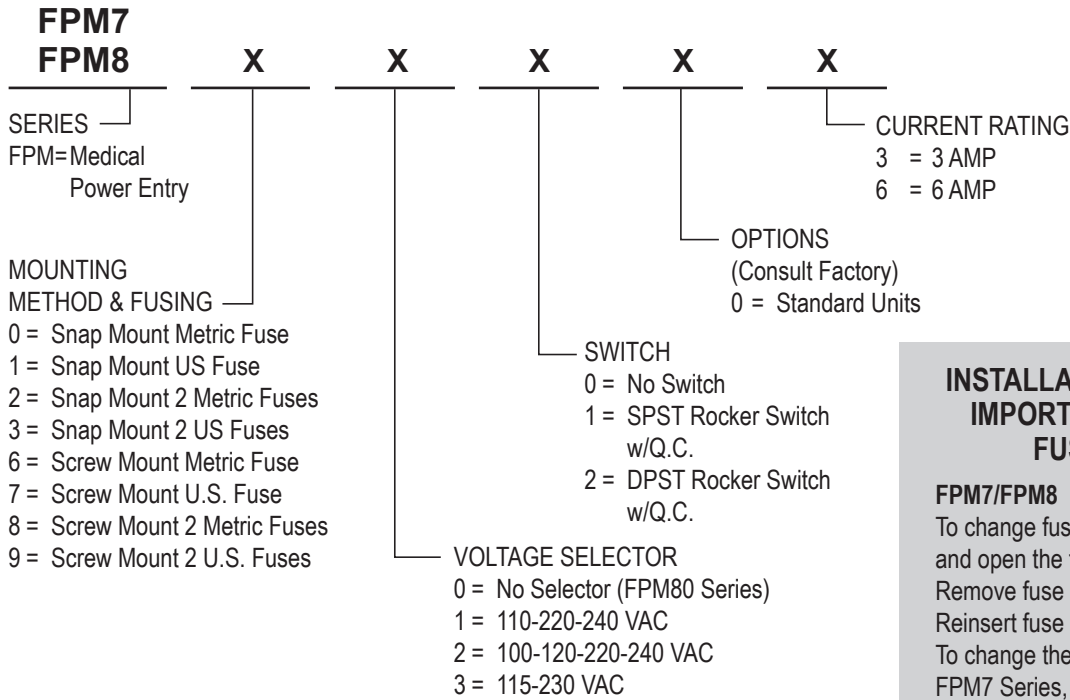 FPM7
FPM8 X X X X X
SERIES
FPM=Medical
Power Entry
MOUNTING
METHOD & FUSING
0 = Snap Mount Metric Fuse
1 = Snap Mount US Fuse
2 = Snap Mount 2 Metric Fuses
3 = Snap Mount 2 US Fuses
6 = Screw Mount Metric Fuse
7 = Screw Mount U.S. Fuse
8 = Screw Mount 2 Metric Fuses
9 = Screw Mount 2 U.S. Fuses
VOLTAGE SELECTOR
0 = No Selector (FPM80 Series)
1 = 110-220-240 VAC
2 = 100-120-220-240 VAC
3 = 115-230 VAC
SWITCH
0 = No Switch
1 = SPST Rocker Switch
w/Q.C.
2 = DPST Rocker Switch
w/Q.C.
OPTIONS
(Consult Factory)
0 = Standard Units
CURRENT RATING
3 = 3 AMP
6 = 6 AMP
FPM7/FPM8
To change
and open the
Remove fuse
Reinsert fuse
To change the
FPM7 Series,